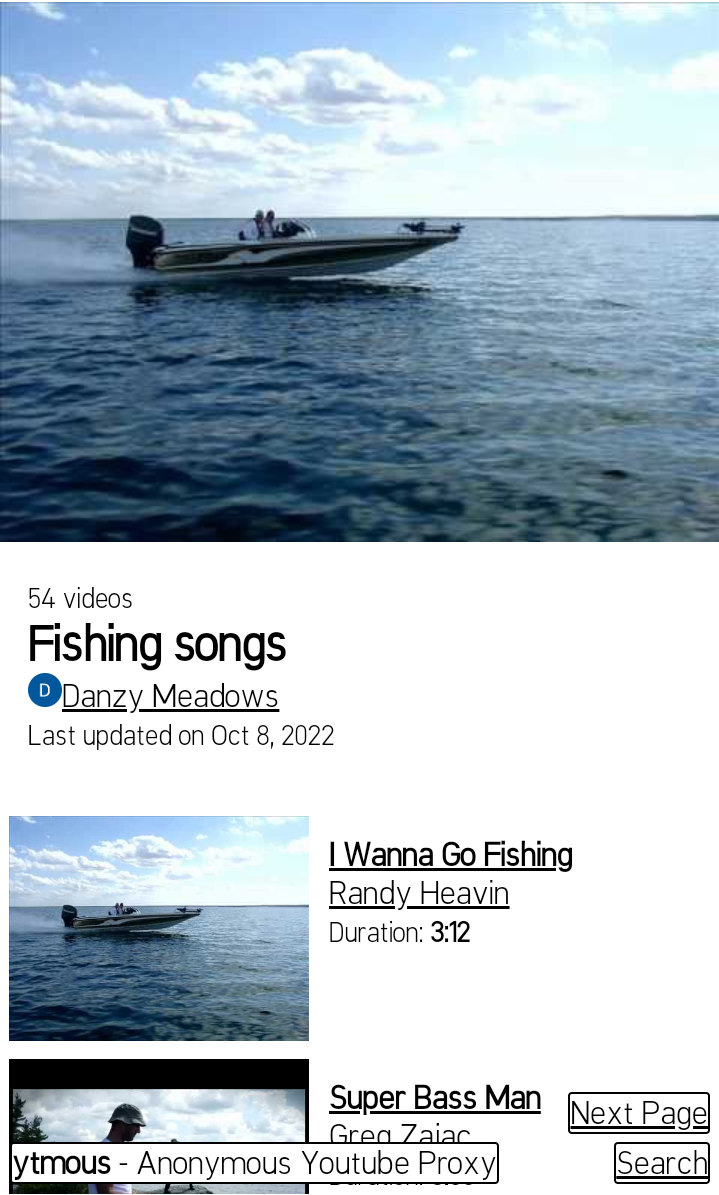 54 videos
Fishing songs
D Danzy Meadows
Last updated on Oct 8, 2022
I Wanna Go Fishing
Randy Heavin
Duration: 3:12
Super Bass Man
Greg Zajac
Next Page
ytmous - Anonymous Youtube Proxy
Search